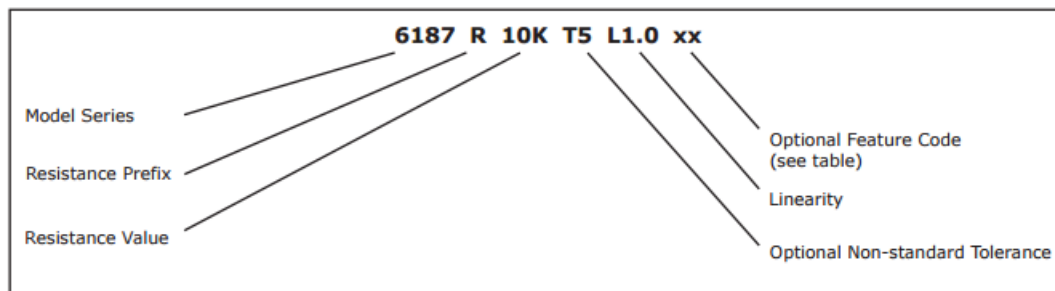 6187 R 10K T5 L1.0 xx
Model Series
Resistance Prefix
Resistance Value
Optional Feature Code
(see table)
Linearity
Optional Non-standard Tolerance